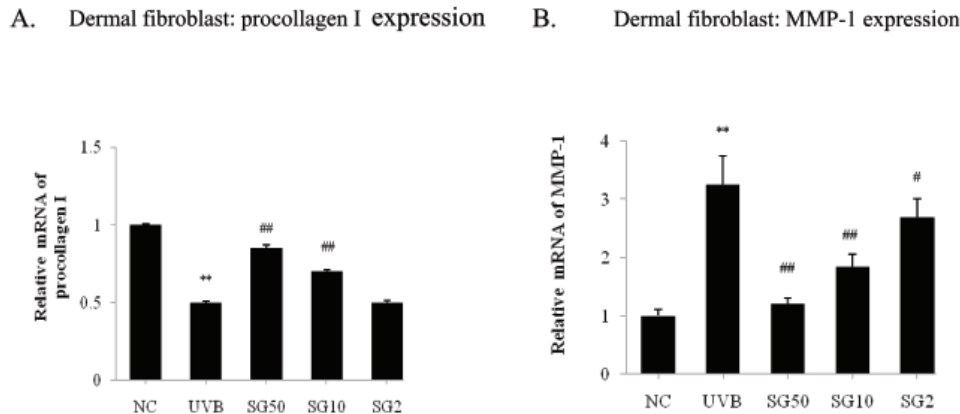 A. Dermal fibroblast: procollagen I expression
Relative mRNA of
procollagen I
1.5
1
0.5
0
**
##
##
NC UVB SG50 SG10 SG2
B. Dermal fibroblast: MMP-1 expression
Relative mRNA of MMP-1
4
3
2
1
0
**
##
##
#
NC UVB SG50 SG10 SG2